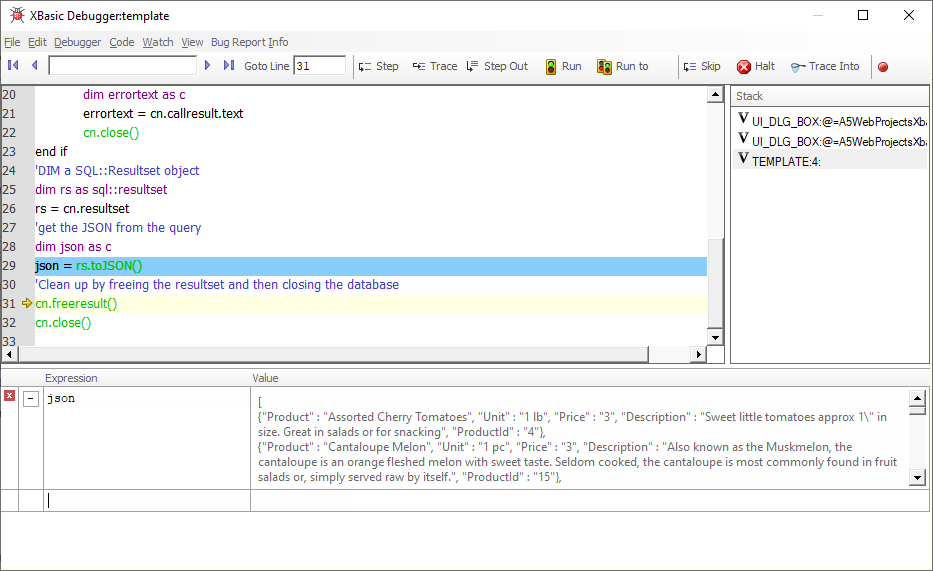 XBasic Debugger:template
File Edit Debugger Code Watch View Bug Report Info
Goto Line 31 Step Trace Step Out Run Run to Skip Halt Trace Into
20 dim errortext as c
21 errortext = cn.callresult.text
22 cn.close()
23 end if
24 'DIM a SQL::Resultset object
25 dim rs as sql::resultset
26 rs = cn.resultset
27 'get the JSON from the query
28 dim json as c
29 json = rs.toJSON()
30 'Clean up by freeing the resultset and then closing the database
31 cn.freeresult()
32 cn.close()
33
Stack
UI_DLG_BOX:@=A5WebProjectsXba
UI_DLG_BOX:@=A5WebProjectsXba
TEMPLATE:4:
Expression Value
json
[
{"Product" : "Assorted Cherry Tomatoes", "Unit" : "1 lb", "Price" : "3", "Description" : "Sweet little tomatoes approx 1\" in
size. Great in salads or for snacking", "ProductId" : "4"},
{"Product" : "Cantaloupe Melon", "Unit" : "1 pc", "Price" : "3", "Description" : "Also known as the Muskmelon, the
cantaloupe is an orange fleshed melon with sweet taste. Seldom cooked, the cantaloupe is most commonly found in fruit
salads or, simply served raw by itself.", "ProductId" : "15"},